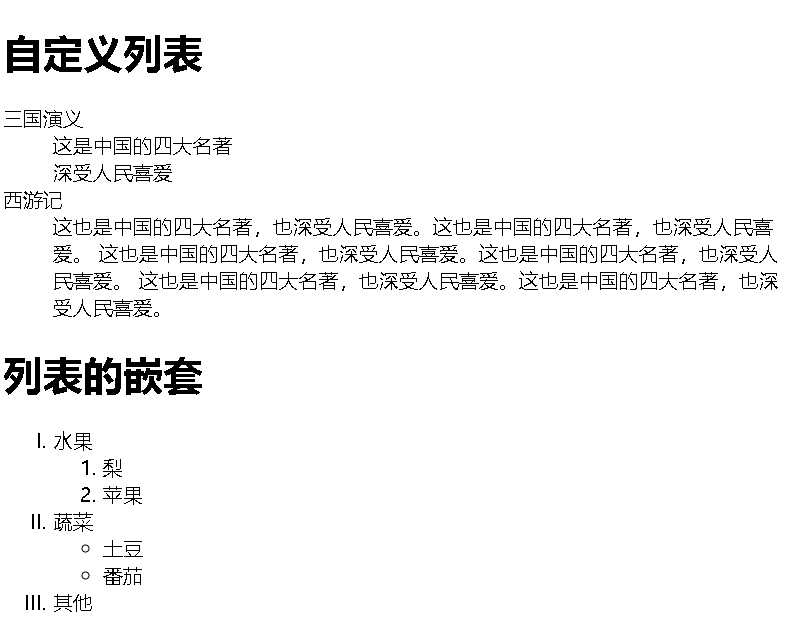 自定义列表
三国演义
这是中国的四大名著
深受人民喜爱
西游记
这也是中国的四大名著，也深受人民喜爱。这也是中国的四大名著，也深受人民喜
爱。 这也是中国的四大名著，也深受人民喜爱。这也是中国的四大名著，也深受人
民喜爱。 这也是中国的四大名著，也深受人民喜爱。这也是中国的四大名著，也深
受人民喜爱。
列表的嵌套
I. 水果
1. 梨
2. 苹果
II. 蔬菜
○ 土豆
○ 番茄
III. 其他